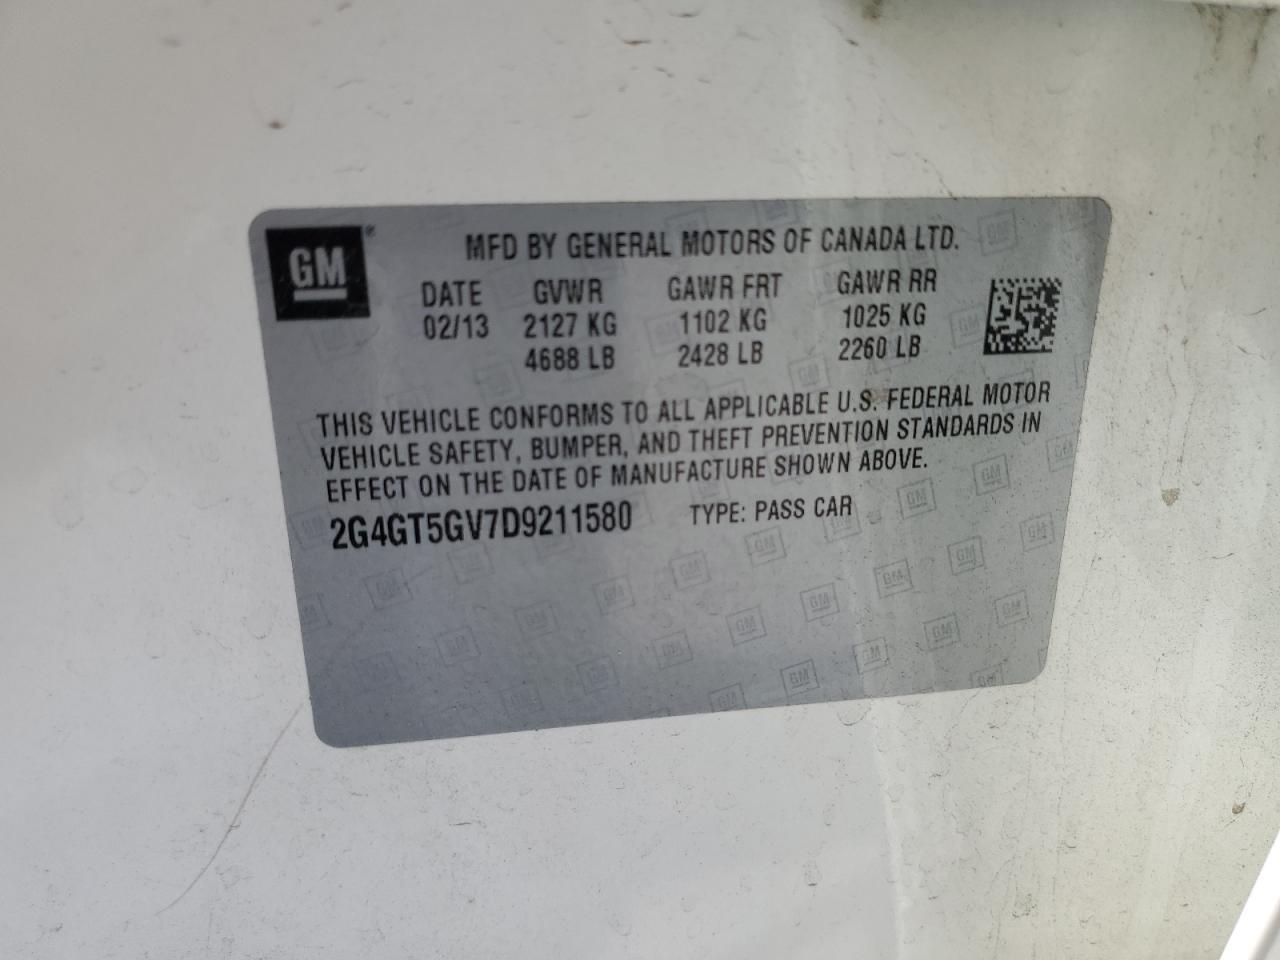 GM®
MFD BY GENERAL MOTORS OF CANADA LTD.
DATE GVWR GAWR FRT GAWR RR
02/13 2127 KG 1102 KG 1025 KG
4688 LB 2428 LB 2260 LB
THIS VEHICLE CONFORMS TO ALL APPLICABLE U.S. FEDERAL MOTOR
VEHICLE SAFETY, BUMPER, AND THEFT PREVENTION STANDARDS IN
EFFECT ON THE DATE OF MANUFACTURE SHOWN ABOVE.
2G4GT5GV7D9211580 TYPE: PASS CAR